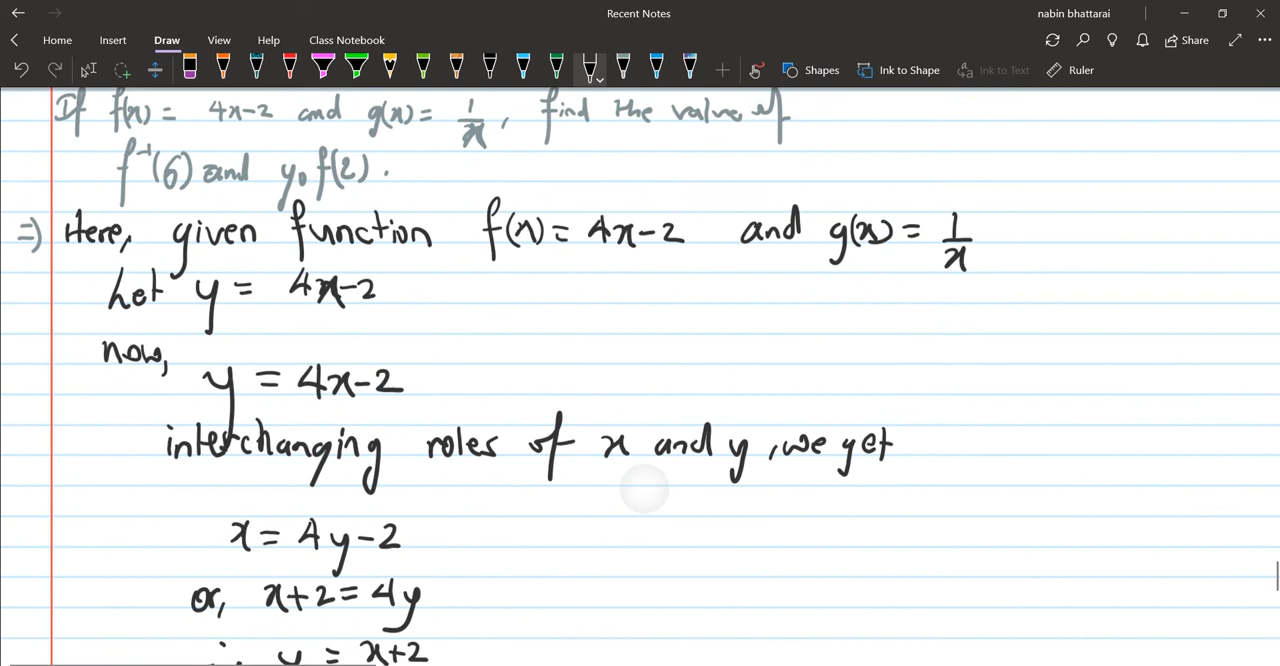 Recent Notes
nabin bhattarai
Home Insert Draw View Help Class Notebook
Share
Shapes Ink to Shape Ink to Text Ruler
If f(x) = 4x-2 and g(x) = 1/x, find the value of
f⁻¹(6) and y₀ f(2).
=) Here, given function f(x) = 4x-2 and g(x) = 1/x
Let y = 4x-2
now,
y = 4x-2
interchanging roles of x and y, we get
x = 4y-2
or, x+2 = 4y
∴ y = x+2